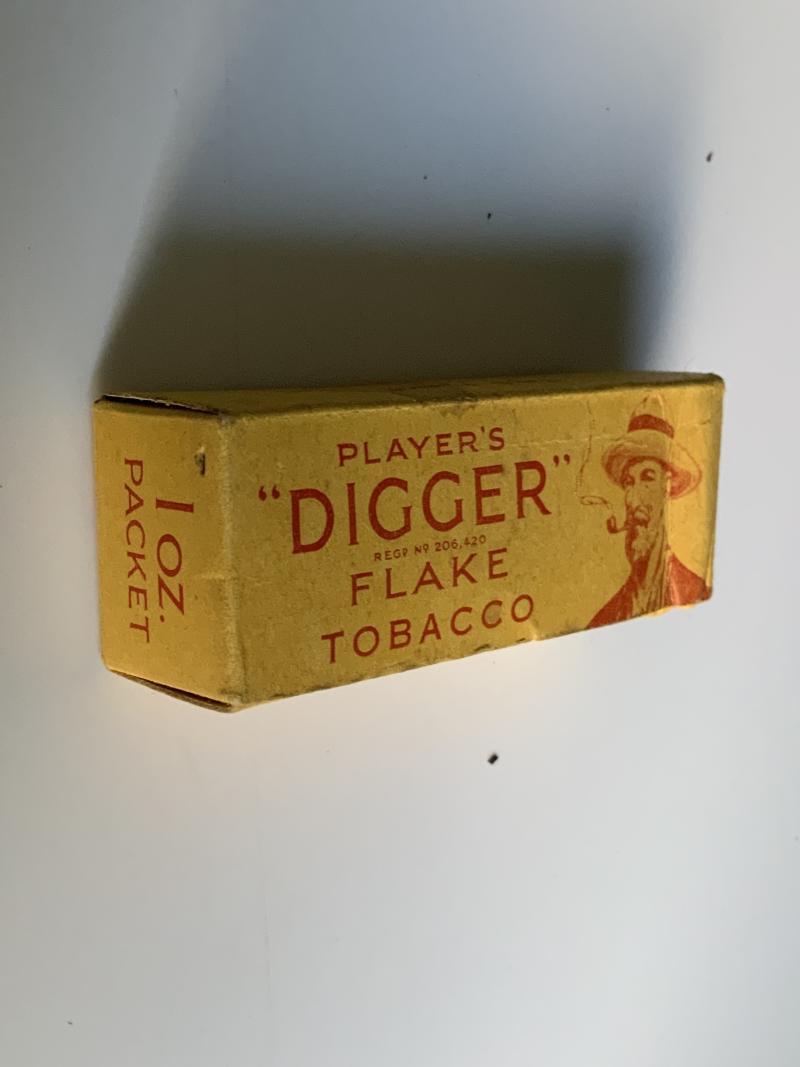 PLAYER'S
"DIGGER"
REGD Nº 206,420
FLAKE
TOBACCO
1 OZ.
PACKET